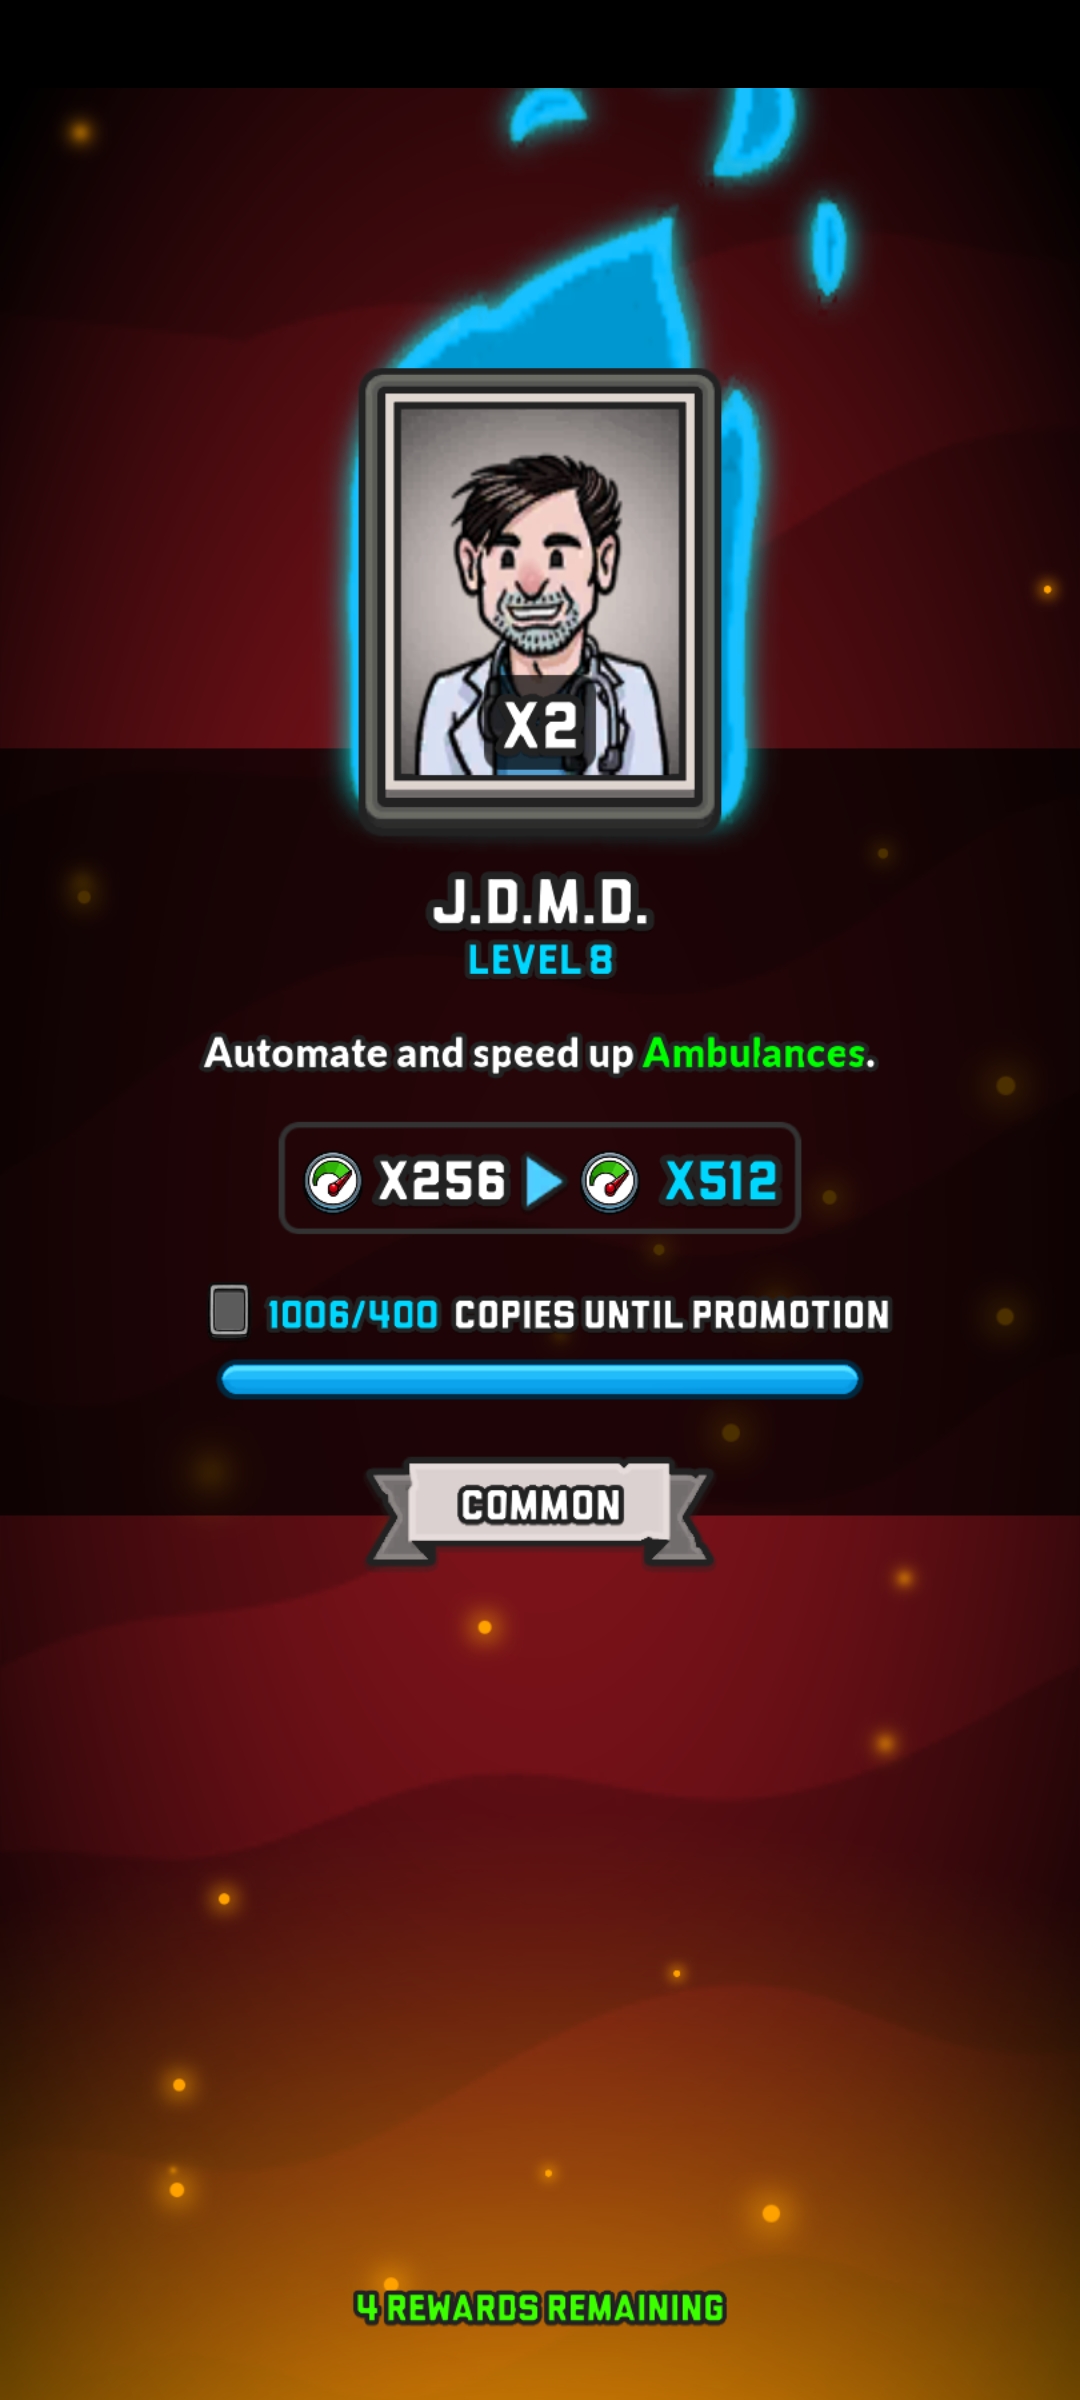 X2
J.D.M.D.
LEVEL 8
Automate and speed up Ambulances.
X256 X512
1006/400 COPIES UNTIL PROMOTION
COMMON
4 REWARDS REMAINING